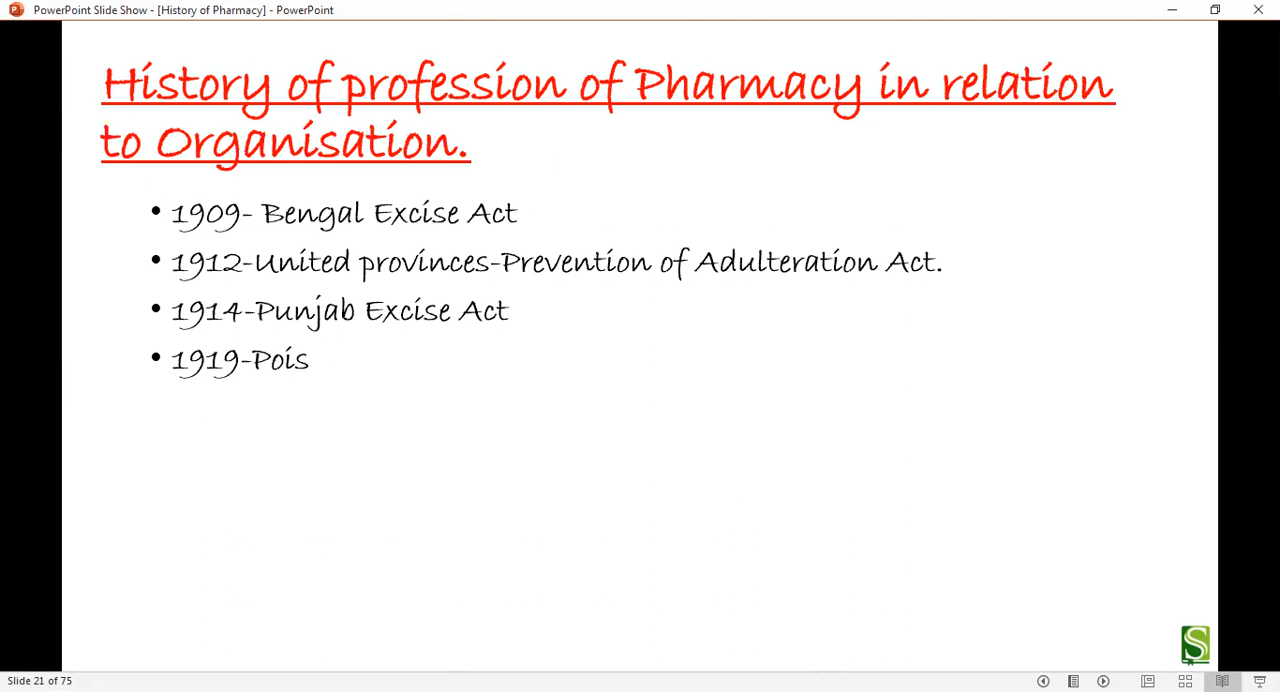 PowerPoint Slide Show - [History of Pharmacy] - PowerPoint
History of profession of Pharmacy in relation
to Organisation.
• 1909- Bengal Excise Act
• 1912-United provinces-Prevention of Adulteration Act.
• 1914-Punjab Excise Act
• 1919-Pois
S
Slide 21 of 75